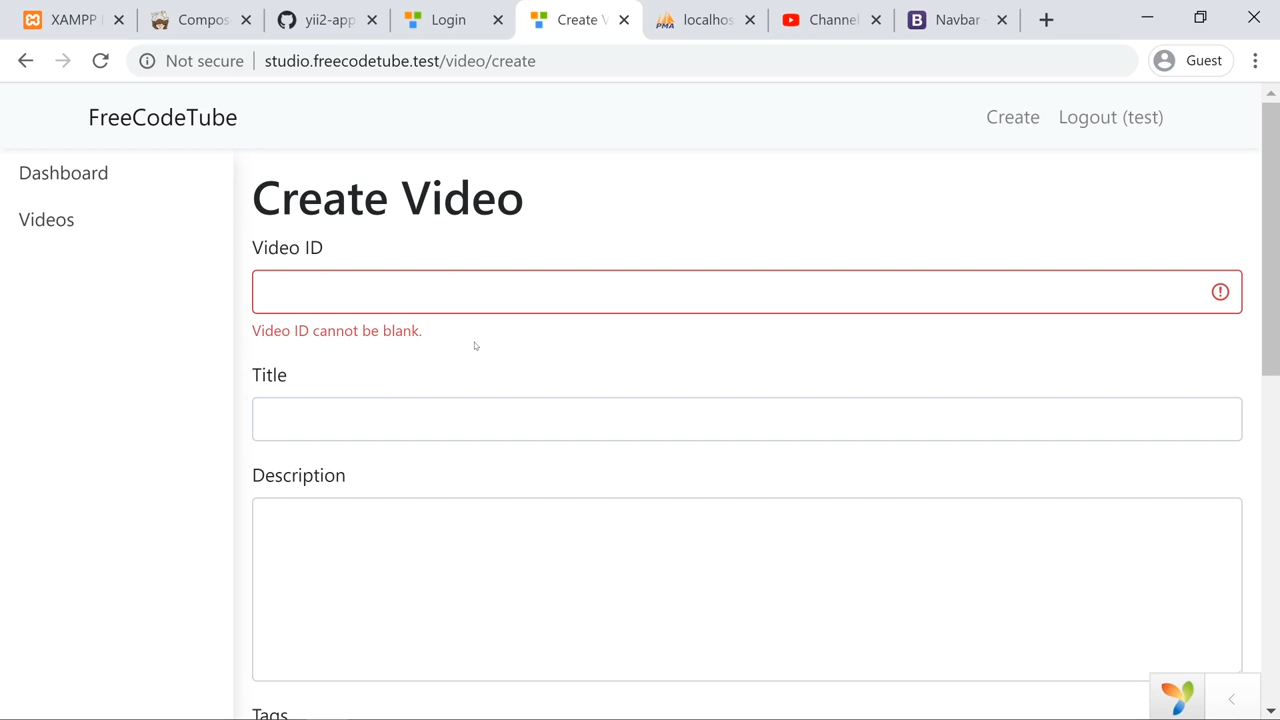 XAMPP
Compos
yii2-app
Login
Create V
localhos
Channel
Navbar
Not secure
studio.freecodetube.test/video/create
Guest
FreeCodeTube
Create
Logout (test)
Dashboard
Videos
Create Video
Video ID
Video ID cannot be blank.
Title
Description
Tags